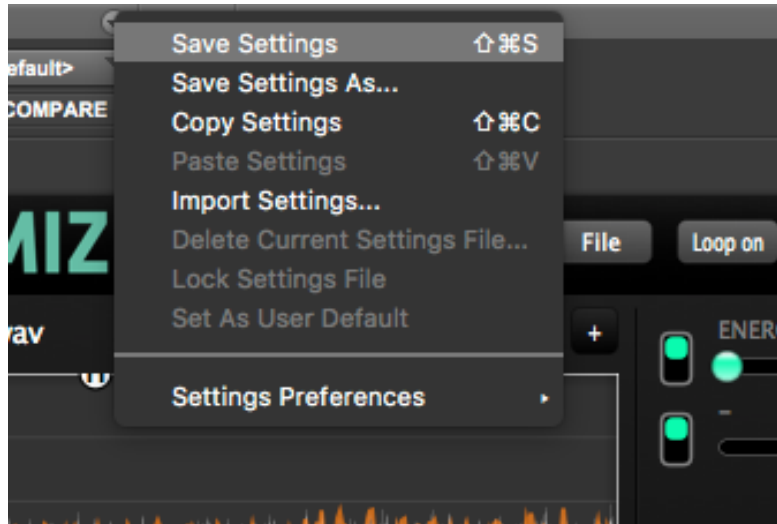 Save Settings ⇧⌘S
efault>
Save Settings As...
COMPARE
Copy Settings ⇧⌘C
Paste Settings ⇧⌘V
Import Settings...
MIZ
Delete Current Settings File...
File
Loop on
Lock Settings File
Set As User Default
vav
+
ENER
-
Settings Preferences